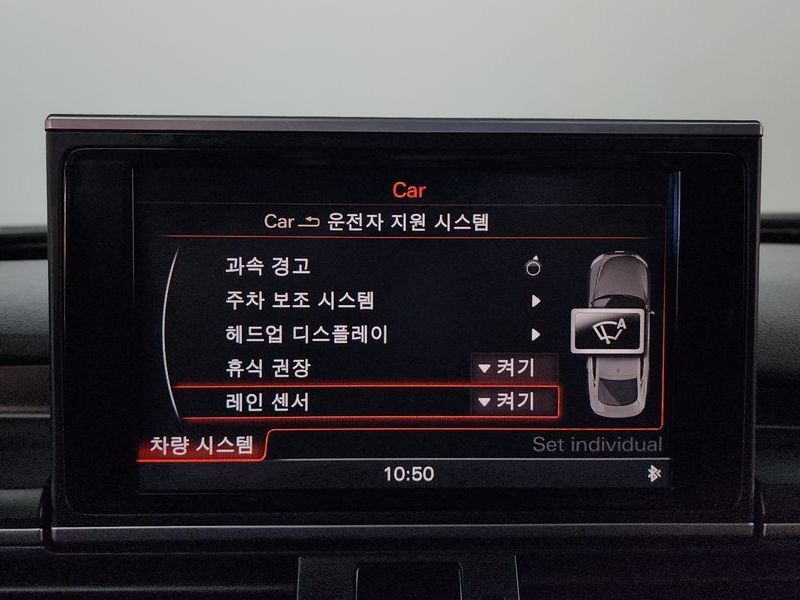 Car
Car 운전자 지원 시스템
과속 경고
주차 보조 시스템
헤드업 디스플레이
휴식 권장 켜기
레인 센서 켜기
A
차량 시스템 Set individual
10:50